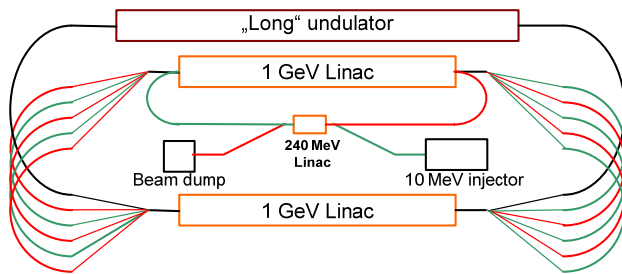 „Long“ undulator
1 GeV Linac
240 MeV
Linac
Beam dump
10 MeV injector
1 GeV Linac